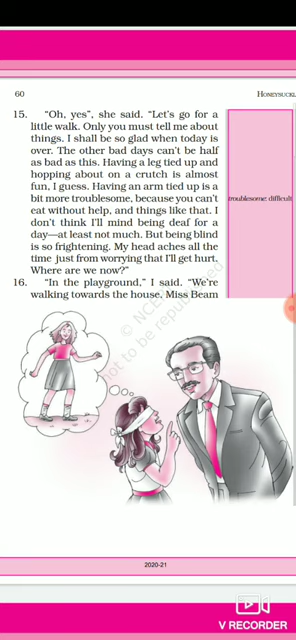 60
HONEYSUCKL
15. "Oh, yes", she said. "Let's go for a
little walk. Only you must tell me about
things. I shall be so glad when today is
over. The other bad days can't be half
as bad as this. Having a leg tied up and
hopping about on a crutch is almost
fun, I guess. Having an arm tied up is a
bit more troublesome, because you can't
eat without help, and things like that. I
don't think I'll mind being deaf for a
day—at least not much. But being blind
is so frightening. My head aches all the
time just from worrying that I'll get hurt.
Where are we now?"
troublesome: difficult
16. "In the playground," I said. "We're
walking towards the house. Miss Beam
© NCE
not to be republished
2020-21
V RECORDER